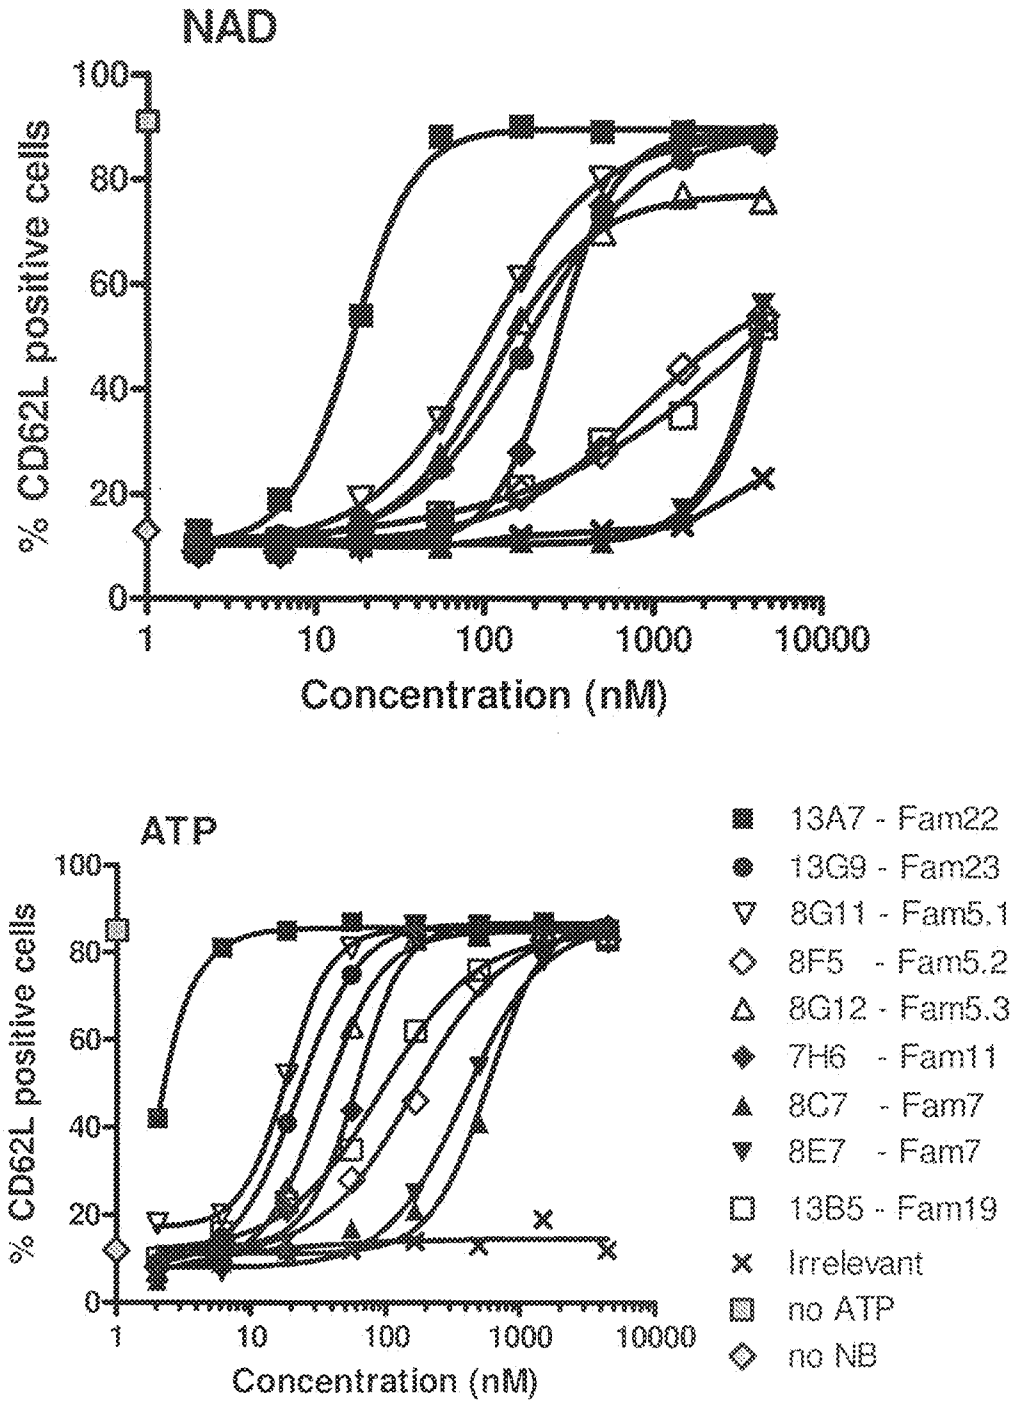 NAD
% CD62L positive cells
100
80
60
40
20
0
1 10 100 1000 10000
Concentration (nM)
ATP
% CD62L positive cells
100
80
60
40
20
0
1 10 100 1000 10000
Concentration (nM)
13A7 - Fam22
13G9 - Fam23
8G11 - Fam5.1
8F5 - Fam5.2
8G12 - Fam5.3
7H6 - Fam11
8C7 - Fam7
8E7 - Fam7
13B5 - Fam19
Irrelevant
no ATP
no NB